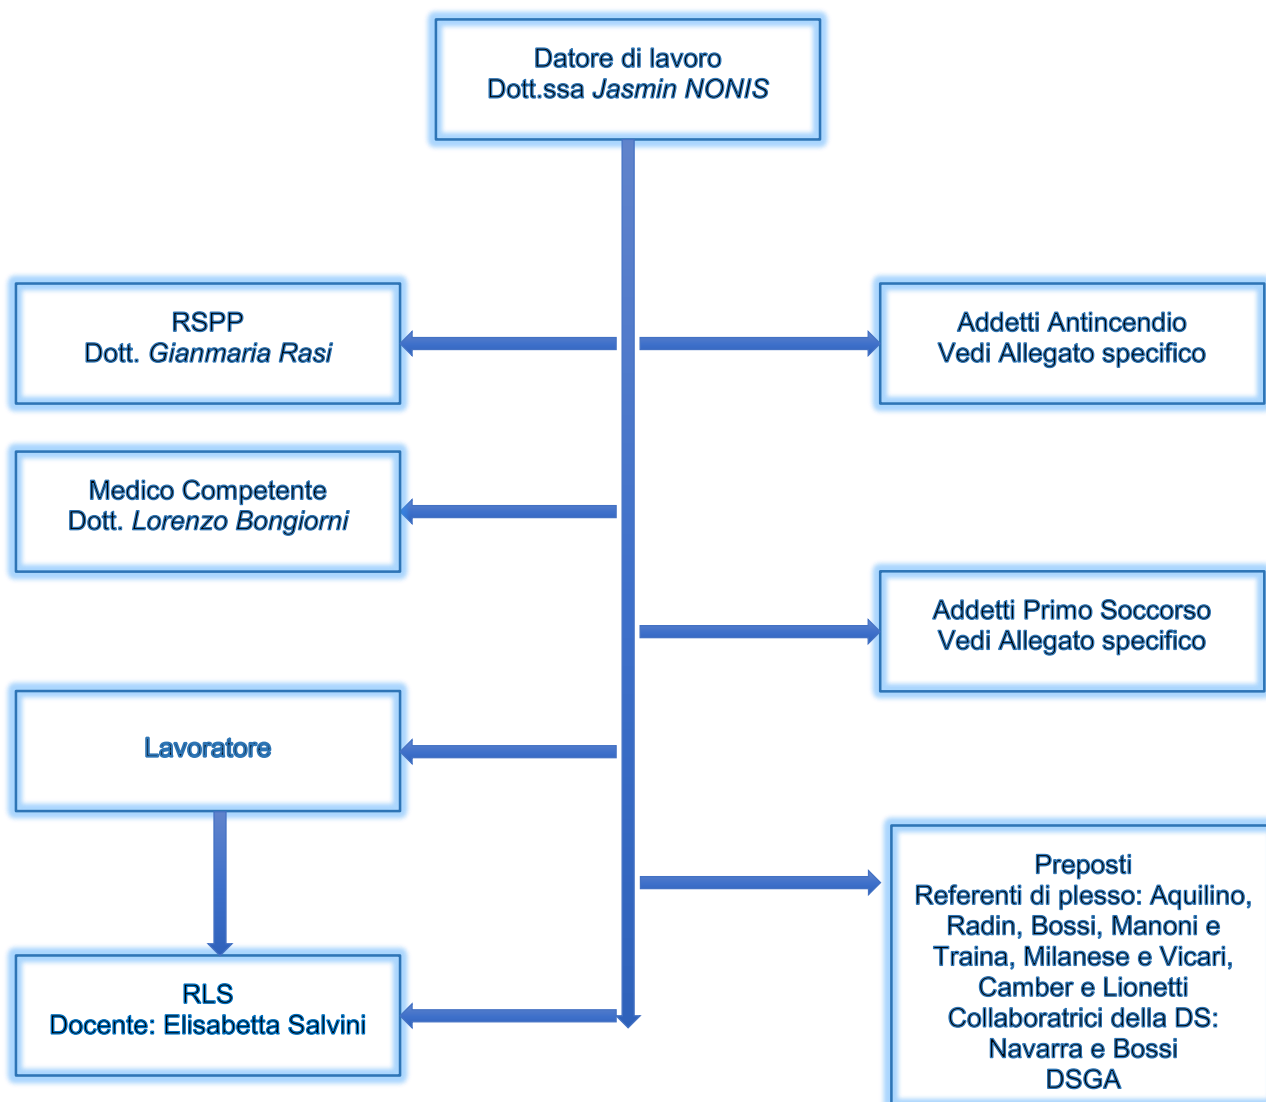 Datore di lavoro
Dott.ssa Jasmin NONIS
RSPP
Dott. Gianmaria Rasi
Addetti Antincendio
Vedi Allegato specifico
Medico Competente
Dott. Lorenzo Bongiorni
Addetti Primo Soccorso
Vedi Allegato specifico
Lavoratore
Preposti
Referenti di plesso: Aquilino,
Radin, Bossi, Manoni e
Traina, Milanese e Vicari,
Camber e Lionetti
Collaboratrici della DS:
Navarra e Bossi
DSGA
RLS
Docente: Elisabetta Salvini